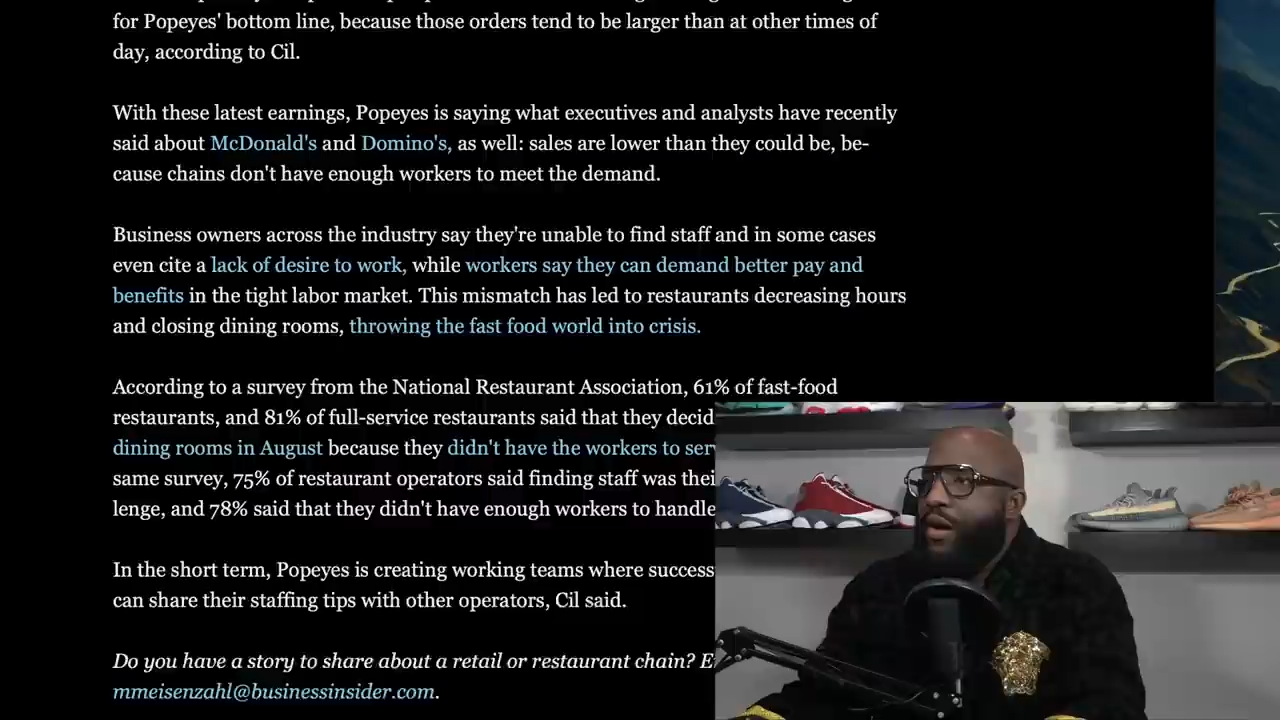 for Popeyes' bottom line, because those orders tend to be larger than at other times of
day, according to Cil.
With these latest earnings, Popeyes is saying what executives and analysts have recently
said about McDonald's and Domino's, as well: sales are lower than they could be, be-
cause chains don't have enough workers to meet the demand.
Business owners across the industry say they're unable to find staff and in some cases
even cite a lack of desire to work, while workers say they can demand better pay and
benefits in the tight labor market. This mismatch has led to restaurants decreasing hours
and closing dining rooms, throwing the fast food world into crisis.
According to a survey from the National Restaurant Association, 61% of fast-food
restaurants, and 81% of full-service restaurants said that they decid
dining rooms in August because they didn't have the workers to ser
same survey, 75% of restaurant operators said finding staff was thei
lenge, and 78% said that they didn't have enough workers to handle
In the short term, Popeyes is creating working teams where success
can share their staffing tips with other operators, Cil said.
Do you have a story to share about a retail or restaurant chain? E
mmeisenzahl@businessinsider.com.